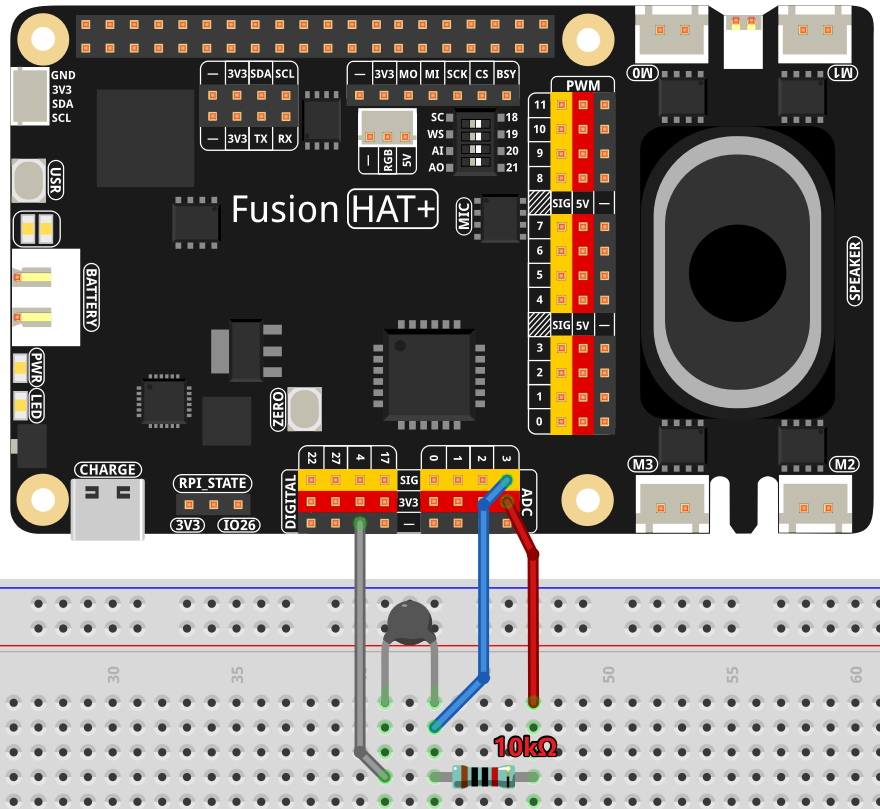 GND
3V3
SDA
SCL
— 3V3 SDA SCL
— 3V3 TX RX
— 3V3 MO MI SCK CS BSY
— RGB 5V
SC 18
WS 19
AI 20
AO 21
PWM
11
10
9
8
SIG 5V —
7
6
5
4
SIG 5V —
3
2
1
0
M0
M1
USR
Fusion HAT+
MIC
SPEAKER
BATTERY
PWR
LED
ZERO
CHARGE
RPI_STATE
3V3 IO26
DIGITAL
22 27 4 17
SIG
3V3
—
0 1 2 3
ADC
M3
M2
30 35 50 55 60
10kΩ